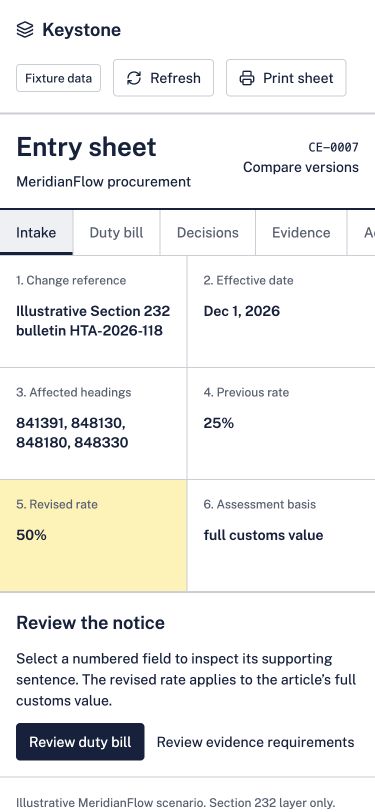 Keystone
Fixture data
Refresh
Print sheet
Entry sheet
CE-0007
MeridianFlow procurement
Compare versions
Intake
Duty bill
Decisions
Evidence
1. Change reference
Illustrative Section 232
bulletin HTA-2026-118
2. Effective date
Dec 1, 2026
3. Affected headings
841391, 848130,
848180, 848330
4. Previous rate
25%
5. Revised rate
50%
6. Assessment basis
full customs value
Review the notice
Select a numbered field to inspect its supporting
sentence. The revised rate applies to the article’s full
customs value.
Review duty bill
Review evidence requirements
Illustrative MeridianFlow scenario. Section 232 layer only.